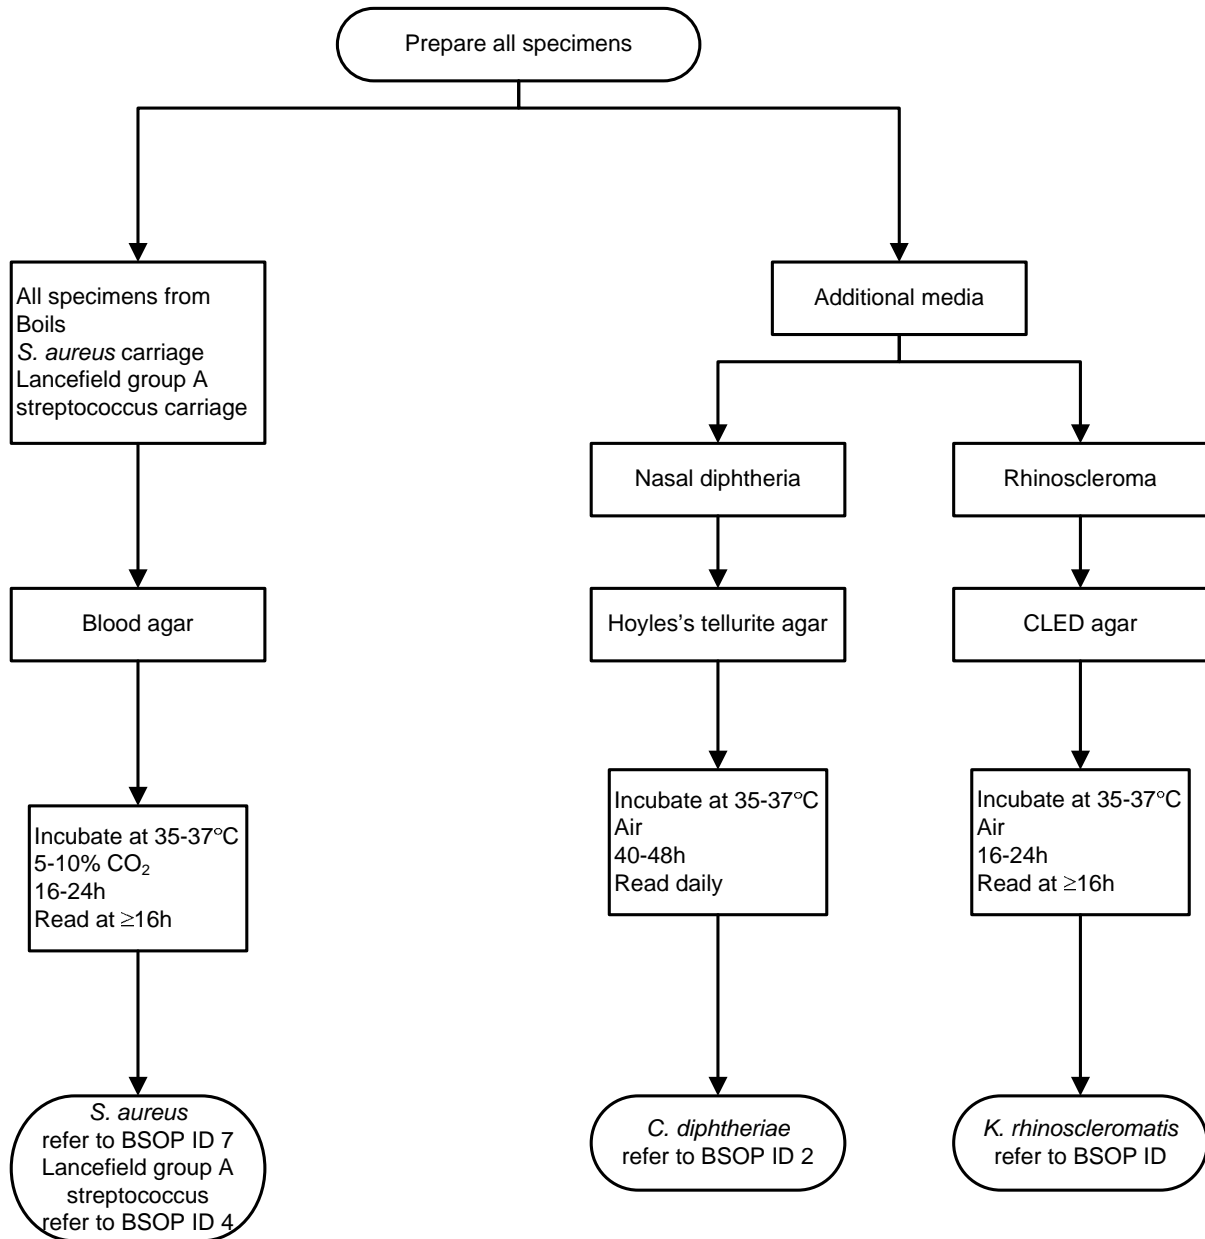 Prepare all specimens
All specimens from
Boils
S. aureus carriage
Lancefield group A
streptococcus carriage
Additional media
Nasal diphtheria
Rhinoscleroma
Blood agar
Hoyles's tellurite agar
CLED agar
Incubate at 35-37°C
5-10% CO₂
16-24h
Read at ≥16h
Incubate at 35-37°C
Air
40-48h
Read daily
Incubate at 35-37°C
Air
16-24h
Read at ≥16h
S. aureus
refer to BSOP ID 7
Lancefield group A
streptococcus
refer to BSOP ID 4
C. diphtheriae
refer to BSOP ID 2
K. rhinoscleromatis
refer to BSOP ID